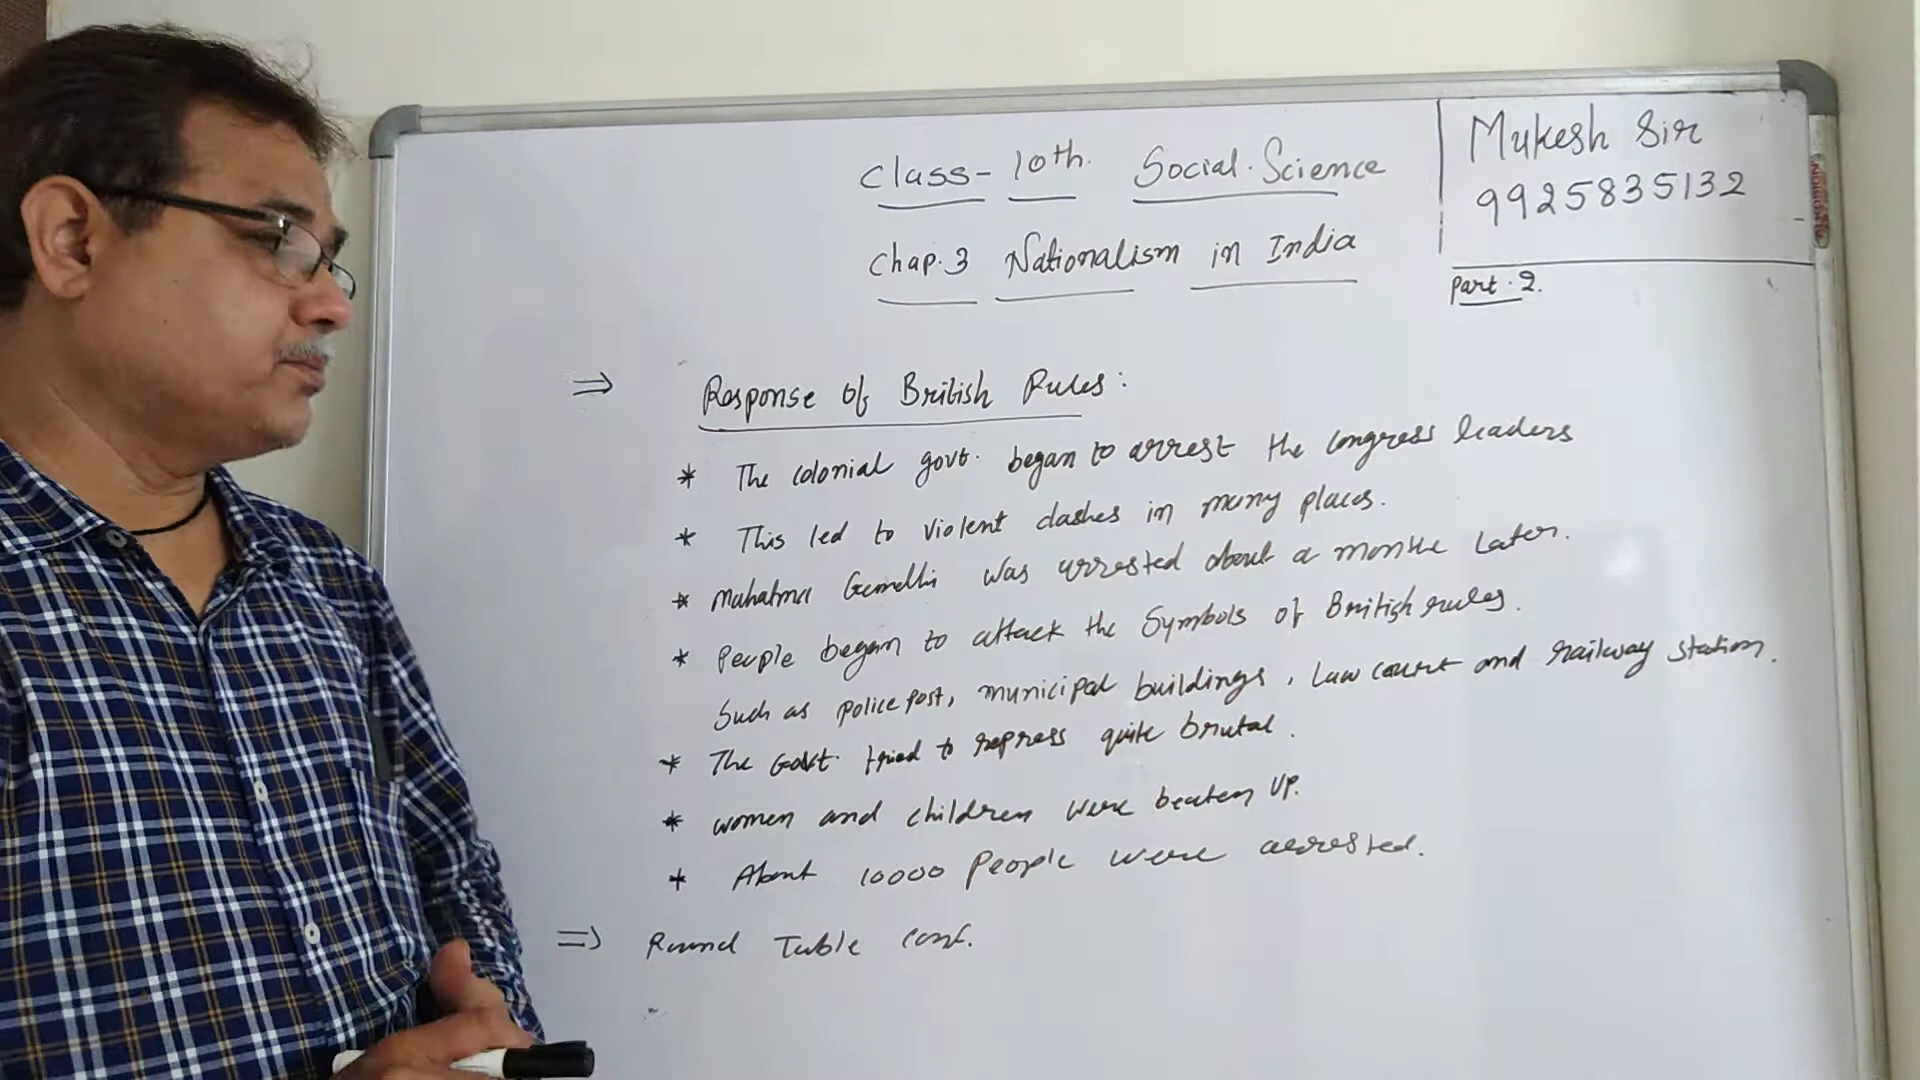 Class- 10th. Social. Science
Chap. 3 Nationalism in India
Mukesh Sir
9925835132
Part. 2.
⇒ Response of British Rules:
* The colonial govt. began to arrest the congress leaders
* This led to violent clashes in many places.
* Mahatma Gandhi was arrested about a months Later.
* People began to attack the Symbols of British rules.
Such as police post, municipal buildings, Law court and railway station.
* The Govt. tried to repress quite brutal.
* women and children were beaten up.
* About 10000 People were arrested.
⇒ Round Table conf.